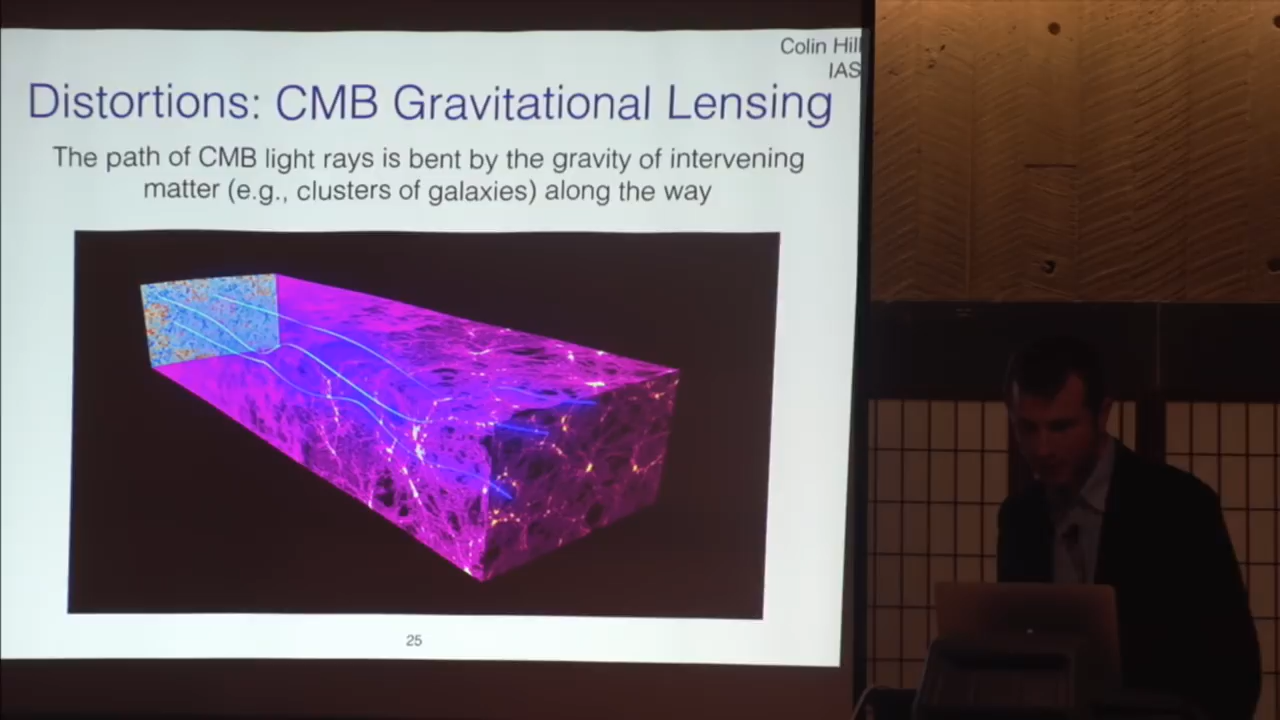 Colin Hill
IAS
Distortions: CMB Gravitational Lensing
The path of CMB light rays is bent by the gravity of intervening
matter (e.g., clusters of galaxies) along the way
25